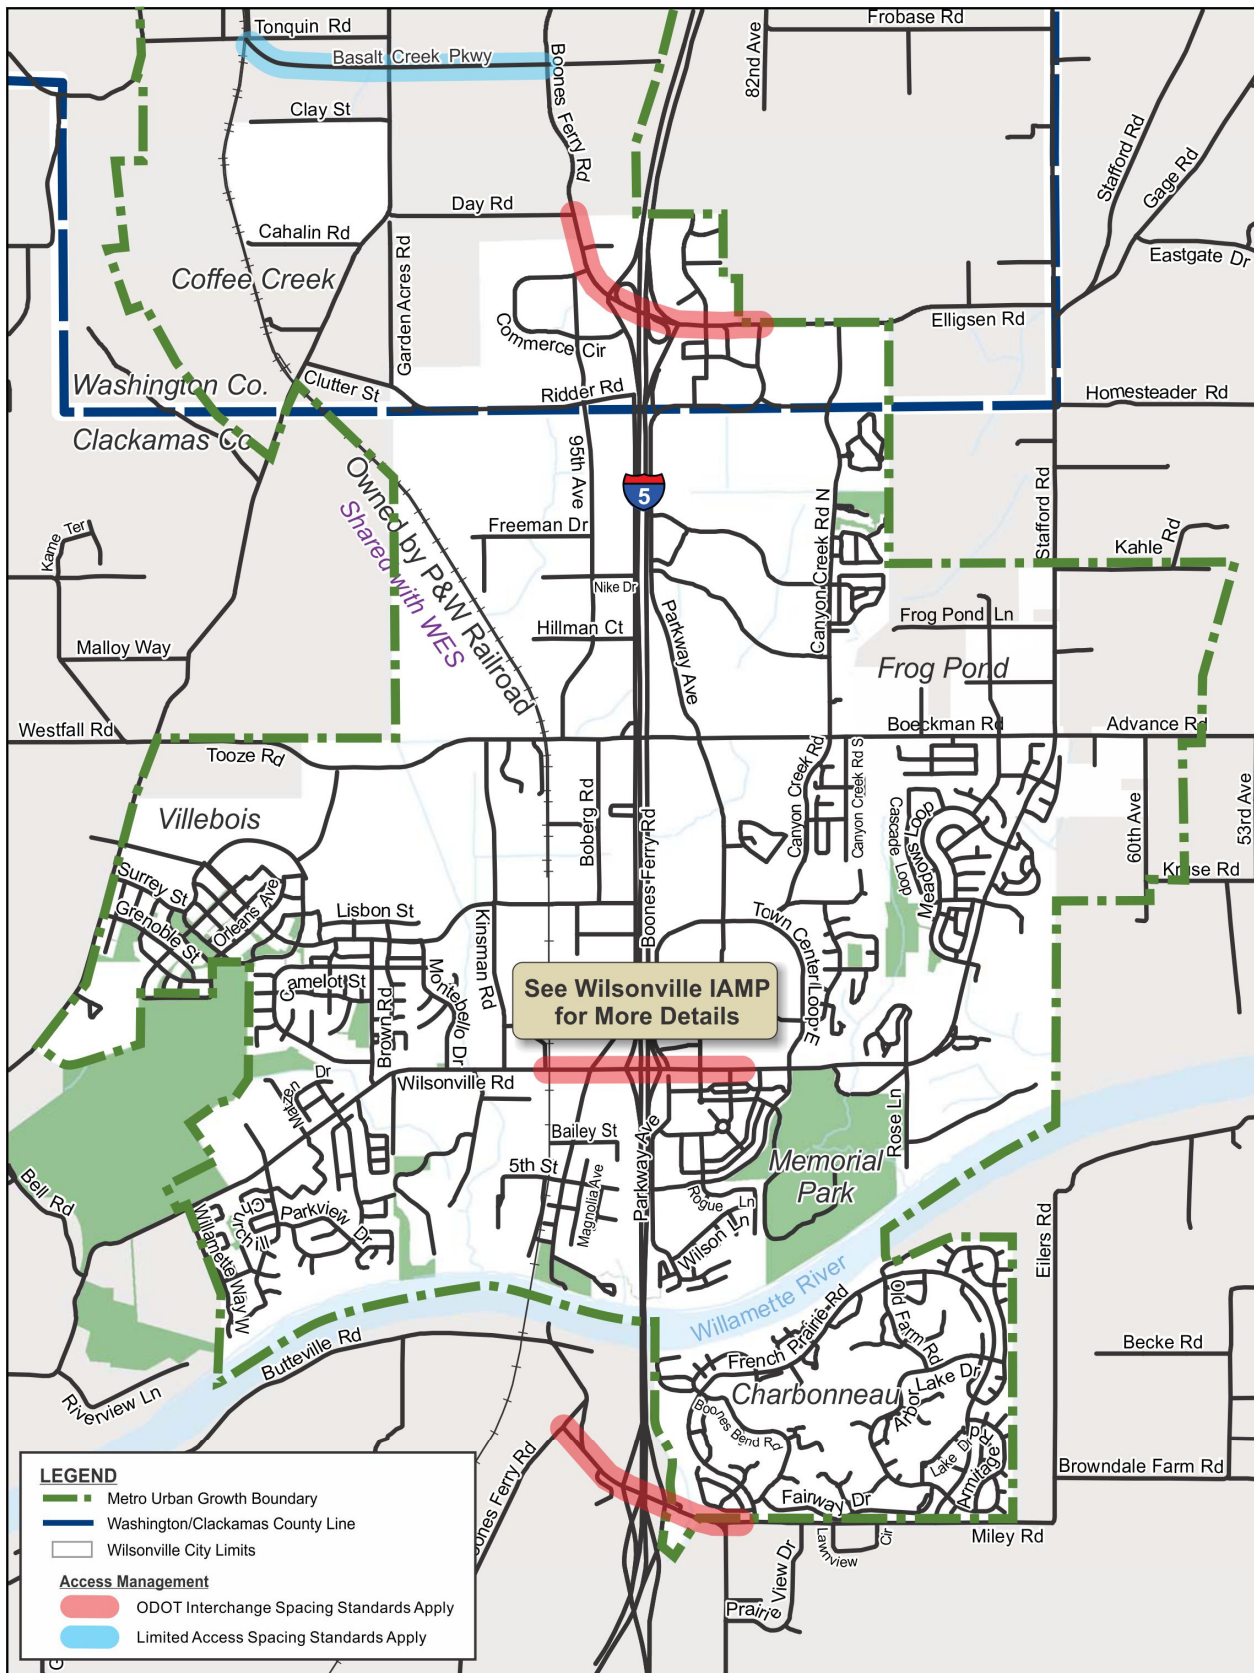 Tonquin Rd
Frobase Rd
Basalt Creek Pkwy
Boones Ferry Rd
82nd Ave
Clay St
Stafford Rd
Gage Rd
Day Rd
Cahalin Rd
Eastgate Dr
Coffee Creek
Garden Acres Rd
Elligsen Rd
Commerce Cir
Washington Co.
Clutter St
Ridder Rd
Homesteader Rd
Clackamas Co
95th Ave
Owned by P&W Railroad
Shared with WES
5
Canyon Creek Rd N
Stafford Rd
Kame Ter
Freeman Dr
Kahle Rd
Nike Dr
Parkway Ave
Hillman Ct
Frog Pond Ln
Malloy Way
Frog Pond
Westfall Rd
Boeckman Rd
Advance Rd
Tooze Rd
Canyon Creek Rd
Canyon Creek Rd S
Villebois
Boberg Rd
Boones Ferry Rd
Cascade Loop
Meadows Loop
60th Ave
53rd Ave
Surrey St
Kruse Rd
Grenoble St
Orleans Ave
Lisbon St
Kinsman Rd
Town Center Loop E
Camelot St
Brown Rd
Montebello Dr
See Wilsonville IAMP
for More Details
Matzen Dr
Wilsonville Rd
Rose Ln
Bailey St
Parkway Ave
5th St
Memorial
Park
Magnolia Ave
Rogue Ln
Bell Rd
Churchill
Parkview Dr
Wilson Ln
Willamette Way W
Eilers Rd
Willamette River
Butteville Rd
French Prairie Rd
Old Farm Rd
Becke Rd
Riverview Ln
Charbonneau
Arbor Lake Dr
Boones Bend Rd
Lake Dr
Armitage Rd
Browndale Farm Rd
ones Ferry Rd
Fairway Dr
Lawnview Cir
Miley Rd
Prairie View Dr
LEGEND
Metro Urban Growth Boundary
Washington/Clackamas County Line
Wilsonville City Limits
Access Management
ODOT Interchange Spacing Standards Apply
Limited Access Spacing Standards Apply